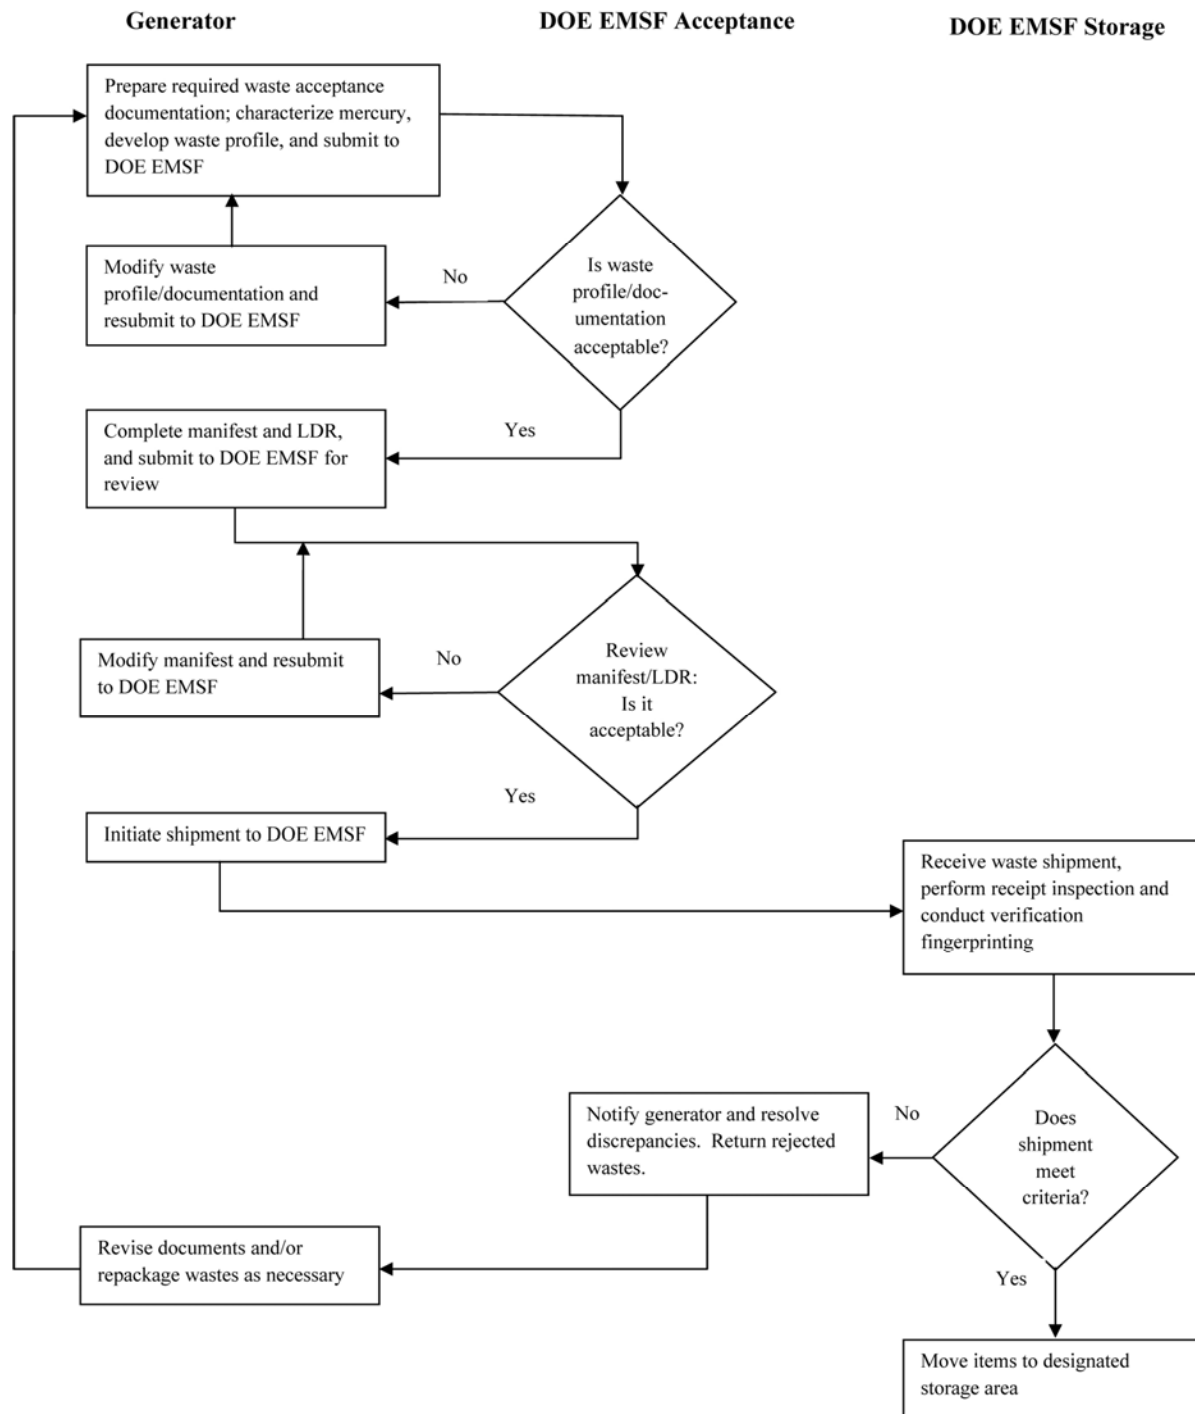 Generator
DOE EMSF Acceptance
DOE EMSF Storage
Prepare required waste acceptance
documentation; characterize mercury,
develop waste profile, and submit to
DOE EMSF
Modify waste
profile/documentation and
resubmit to DOE EMSF
No
Is waste
profile/doc-
umentation
acceptable?
Complete manifest and LDR,
and submit to DOE EMSF for
review
Yes
Modify manifest and resubmit
to DOE EMSF
No
Review
manifest/LDR:
Is it
acceptable?
Yes
Initiate shipment to DOE EMSF
Receive waste shipment,
perform receipt inspection and
conduct verification
fingerprinting
Notify generator and resolve
discrepancies.  Return rejected
wastes.
No
Does
shipment
meet
criteria?
Revise documents and/or
repackage wastes as necessary
Yes
Move items to designated
storage area